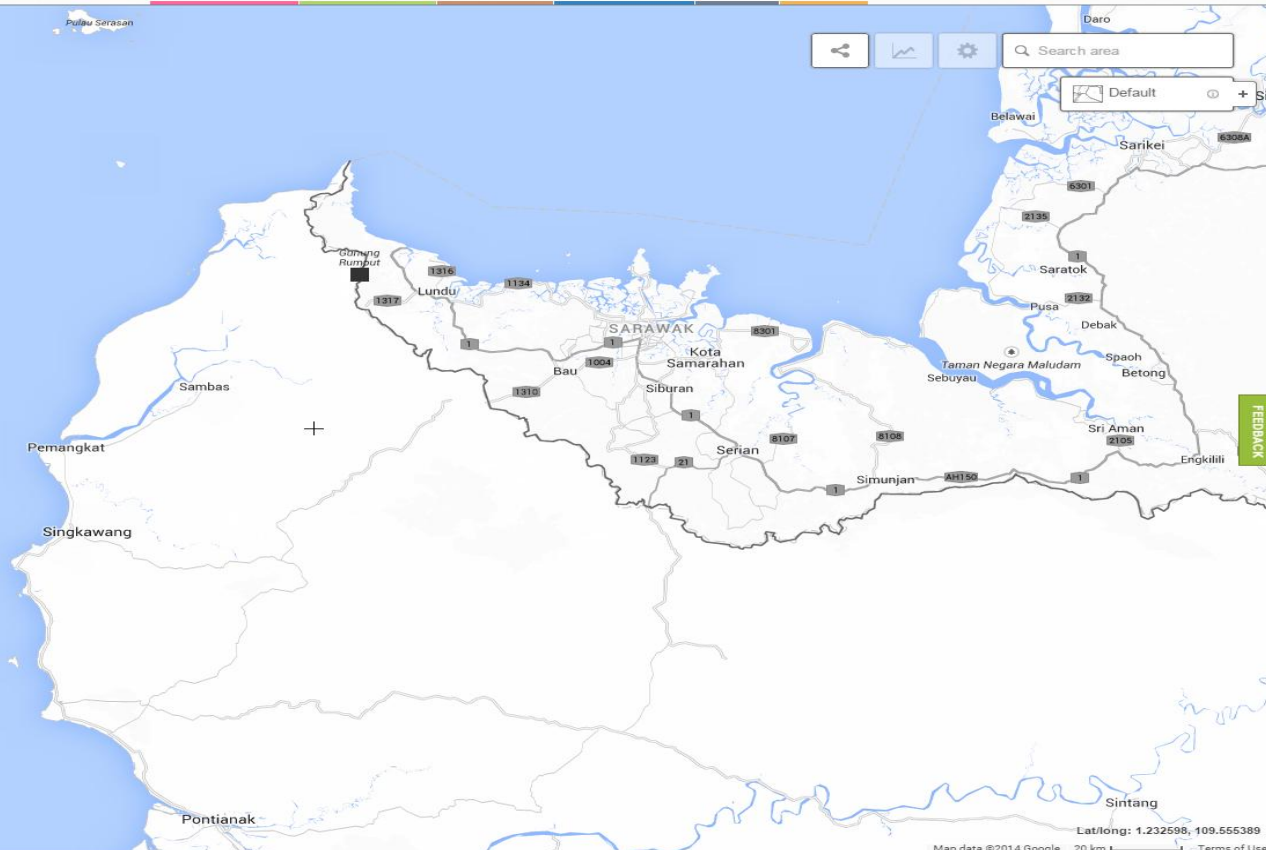 Pulau Serasan
Daro
Search area
Default
Belawai
Sarikei
6308A
6301
2135
1
Saratok
Gunung
Rumput
1316
1134
1317
Lundu
2132
Pusa
Debak
SARAWAK
8301
1
1
Kota
Samarahan
1004
Bau
Spaoh
Betong
Taman Negara Maludam
Sebuyau
Sambas
1310
Siburan
1
FEEDBACK
Sri Aman
2105
8107
8108
Pemangkat
Serian
1123
21
Engkilili
Simunjan
AH150
1
1
Singkawang
Sintang
Pontianak
Lat/long: 1.232598, 109.555389
Map data ©2014 Google
20 km
Terms of Use